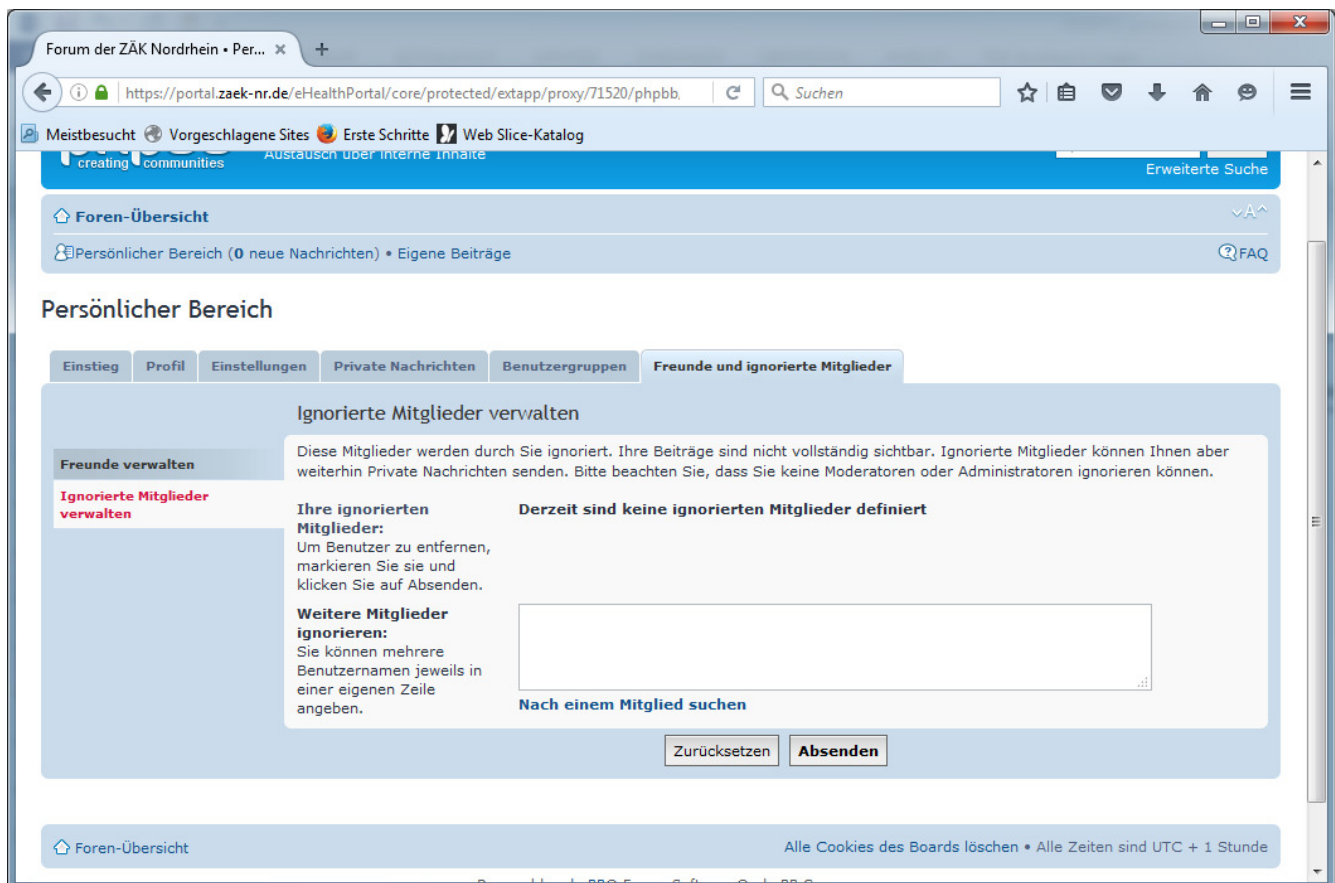 Forum der ZÄK Nordrhein • Per...
https://portal.zaek-nr.de/eHealthPortal/core/protected/extapp/proxy/71520/phpbb,
Suchen
Meistbesucht Vorgeschlagene Sites Erste Schritte Web Slice-Katalog
creating communities
Austausch über interne Inhalte
Erweiterte Suche
Foren-Übersicht
Persönlicher Bereich (0 neue Nachrichten) • Eigene Beiträge
FAQ
Persönlicher Bereich
Einstieg Profil Einstellungen Private Nachrichten Benutzergruppen Freunde und ignorierte Mitglieder
Freunde verwalten
Ignorierte Mitglieder
verwalten
Ignorierte Mitglieder verwalten
Diese Mitglieder werden durch Sie ignoriert. Ihre Beiträge sind nicht vollständig sichtbar. Ignorierte Mitglieder können Ihnen aber
weiterhin Private Nachrichten senden. Bitte beachten Sie, dass Sie keine Moderatoren oder Administratoren ignorieren können.
Ihre ignorierten
Mitglieder:
Um Benutzer zu entfernen,
markieren Sie sie und
klicken Sie auf Absenden.
Derzeit sind keine ignorierten Mitglieder definiert
Weitere Mitglieder
ignorieren:
Sie können mehrere
Benutzernamen jeweils in
einer eigenen Zeile
angeben.
Nach einem Mitglied suchen
Zurücksetzen Absenden
Foren-Übersicht
Alle Cookies des Boards löschen • Alle Zeiten sind UTC + 1 Stunde